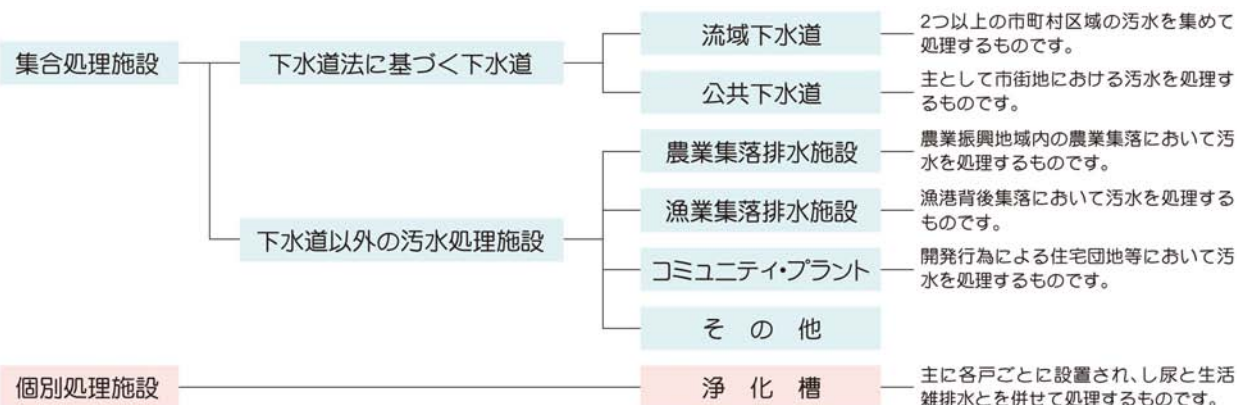 集合処理施設
下水道法に基づく下水道
流域下水道
2つ以上の市町村区域の汚水を集めて
処理するものです。
公共下水道
主として市街地における汚水を処理す
るものです。
下水道以外の汚水処理施設
農業集落排水施設
農業振興地域内の農業集落において汚
水を処理するものです。
漁業集落排水施設
漁港背後集落において汚水を処理する
ものです。
コミュニティ・プラント
開発行為による住宅団地等において汚
水を処理するものです。
そ の 他
個別処理施設
浄 化 槽
主に各戸ごとに設置され、し尿と生活
雑排水とを併せて処理するものです。